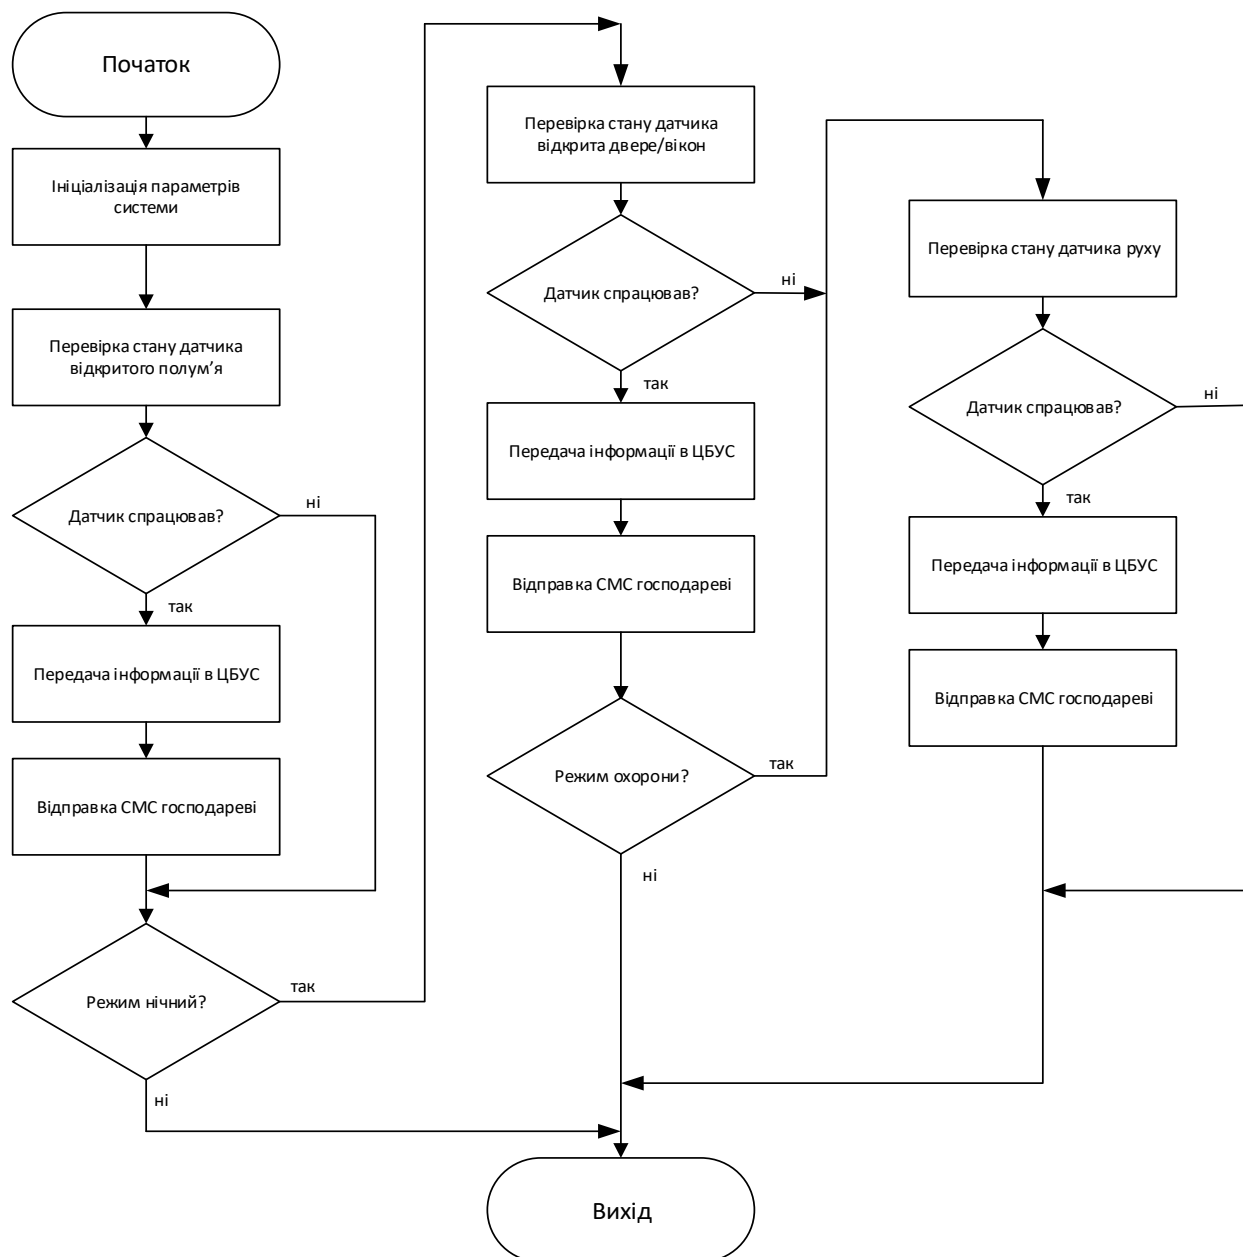 Початок
Ініціалізація параметрів
системи
Перевірка стану датчика
відкритого полум’я
Датчик спрацював?
ні
так
Передача інформації в ЦБУС
Відправка СМС господареві
Режим нічний?
так
ні
Перевірка стану датчика
відкрита двере/вікон
Датчик спрацював?
ні
так
Передача інформації в ЦБУС
Відправка СМС господареві
Режим охорони?
так
ні
Перевірка стану датчика руху
Датчик спрацював?
ні
так
Передача інформації в ЦБУС
Відправка СМС господареві
Вихід